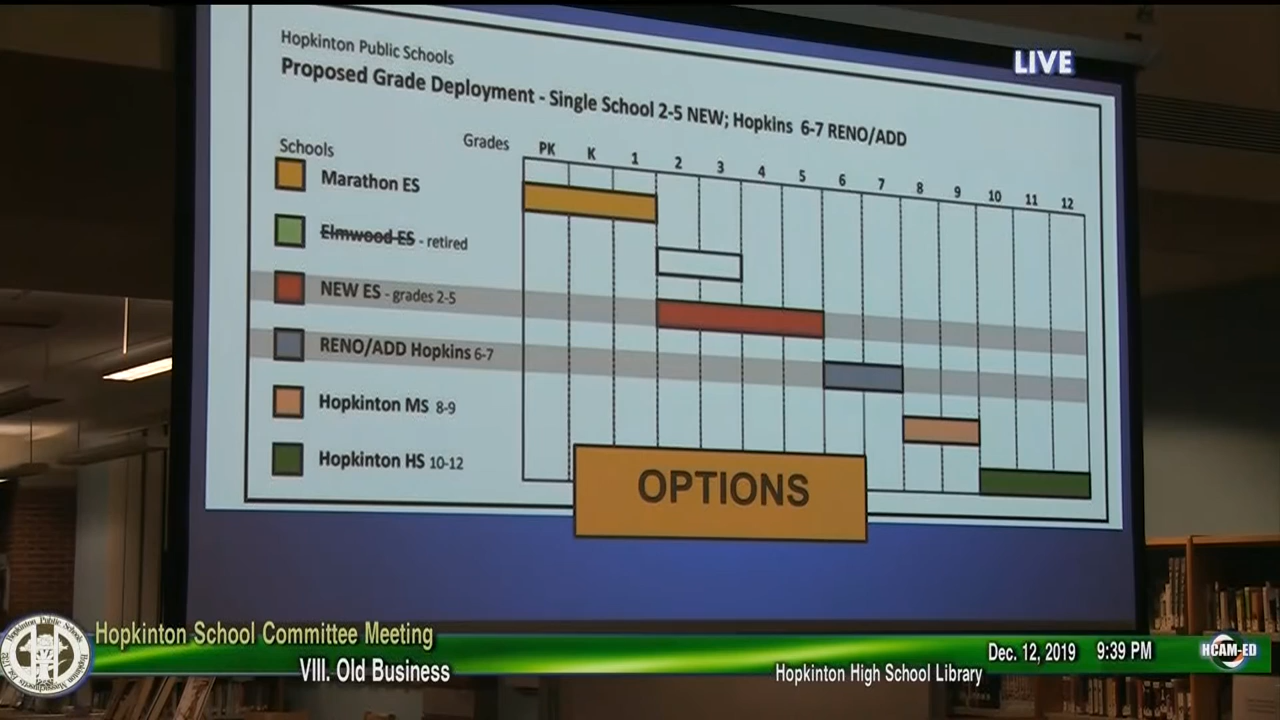 LIVE
Hopkinton Public Schools
Proposed Grade Deployment - Single School 2-5 NEW; Hopkins 6-7 RENO/ADD
Schools
Grades PK K 1 2 3 4 5 6 7 8 9 10 11 12
Marathon ES
Elmwood ES - retired
NEW ES - grades 2-5
RENO/ADD Hopkins 6-7
Hopkinton MS 8-9
Hopkinton HS 10-12
OPTIONS
Hopkinton School Committee Meeting
VIII. Old Business
Hopkinton High School Library
Dec. 12, 2019 9:39 PM
HCAM-ED
Hopkinton Public Schools